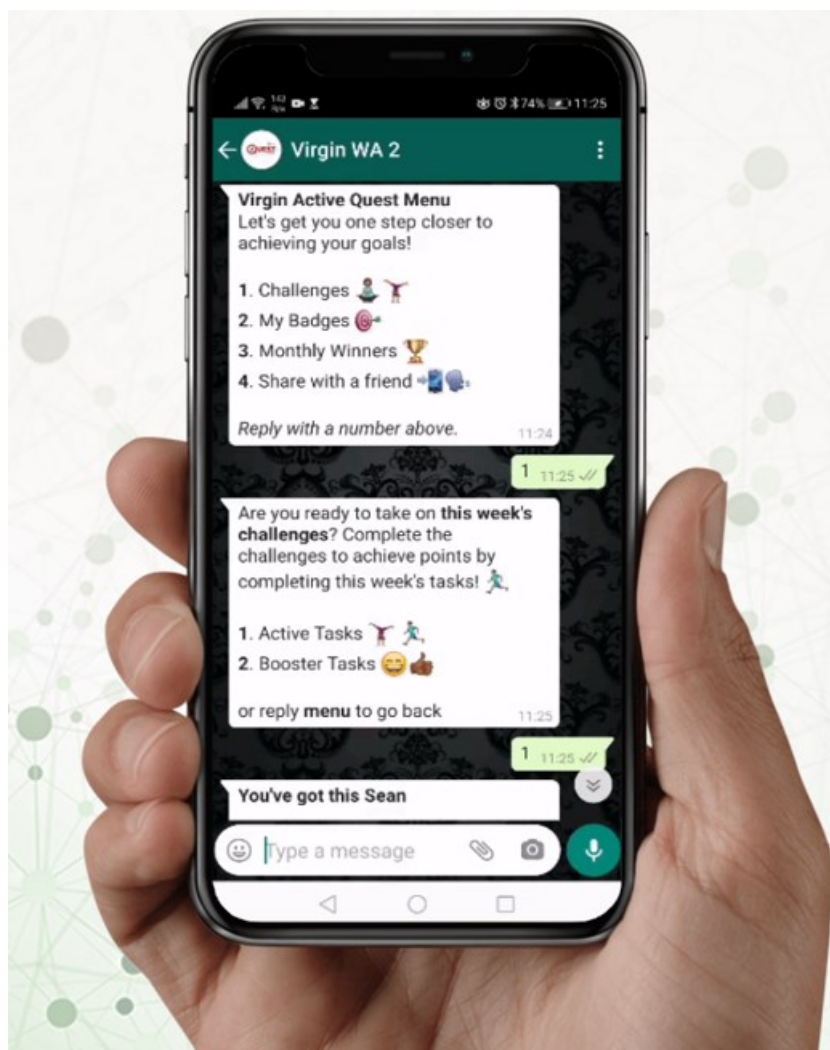 74% 11:25
QUEST Virgin WA 2
Virgin Active Quest Menu
Let's get you one step closer to
achieving your goals!
1. Challenges
2. My Badges
3. Monthly Winners
4. Share with a friend
Reply with a number above. 11:24
1 11:25
Are you ready to take on this week's
challenges? Complete the
challenges to achieve points by
completing this week's tasks!
1. Active Tasks
2. Booster Tasks
or reply menu to go back 11:25
1 11:25
You've got this Sean
Type a message